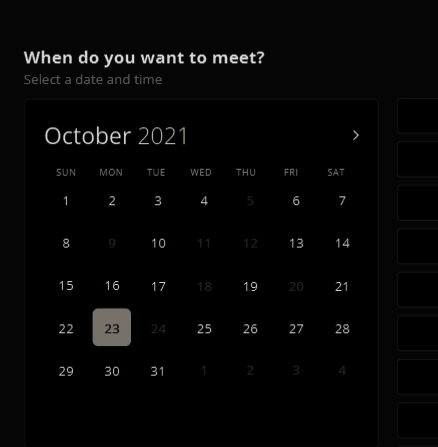 When do you want to meet?
Select a date and time
October 2021
SUN MON TUE WED THU FRI SAT
1 2 3 4 5 6 7
8 9 10 11 12 13 14
15 16 17 18 19 20 21
22 23 24 25 26 27 28
29 30 31 1 2 3 4